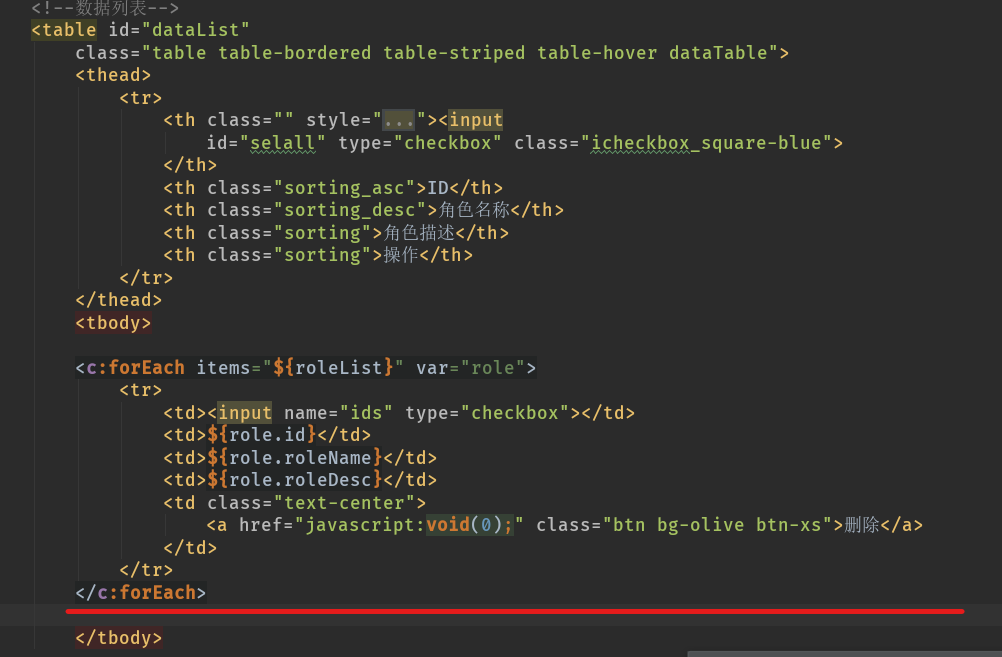 <!--数据列表-->
<table id="dataList"
class="table table-bordered table-striped table-hover dataTable">
<thead>
<tr>
<th class="" style="..."><input
id="selall" type="checkbox" class="icheckbox_square-blue">
</th>
<th class="sorting_asc">ID</th>
<th class="sorting_desc">角色名称</th>
<th class="sorting">角色描述</th>
<th class="sorting">操作</th>
</tr>
</thead>
<tbody>
<c:forEach items="${roleList}" var="role">
<tr>
<td><input name="ids" type="checkbox"></td>
<td>${role.id}</td>
<td>${role.roleName}</td>
<td>${role.roleDesc}</td>
<td class="text-center">
<a href="javascript:void(0);" class="btn bg-olive btn-xs">删除</a>
</td>
</tr>
</c:forEach>
</tbody>